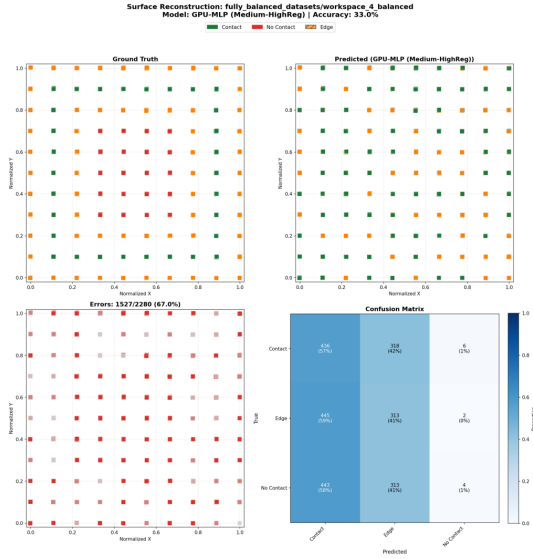 Surface Reconstruction: fully_balanced_datasets/workspace_4_balanced
Model: GPU-MLP (Medium-HighReg) | Accuracy: 33.0%
Contact No Contact Edge
Ground Truth
1.0
0.8
0.6
0.4
0.2
0.0
Normalized Y
0.0 0.2 0.4 0.6 0.8 1.0
Normalized X
Predicted (GPU-MLP (Medium-HighReg))
1.0
0.8
0.6
0.4
0.2
0.0
Normalized Y
0.0 0.2 0.4 0.6 0.8 1.0
Normalized X
Errors: 1527/2280 (67.0%)
1.0
0.8
0.6
0.4
0.2
0.0
Normalized Y
0.0 0.2 0.4 0.6 0.8 1.0
Normalized X
Confusion Matrix
True
Contact
436
(57%)
318
(42%)
6
(1%)
Edge
445
(59%)
313
(41%)
2
(0%)
No Contact
443
(58%)
313
(41%)
4
(1%)
Contact Edge No Contact
Predicted
1.0
0.8
0.6
0.4
0.2
0.0